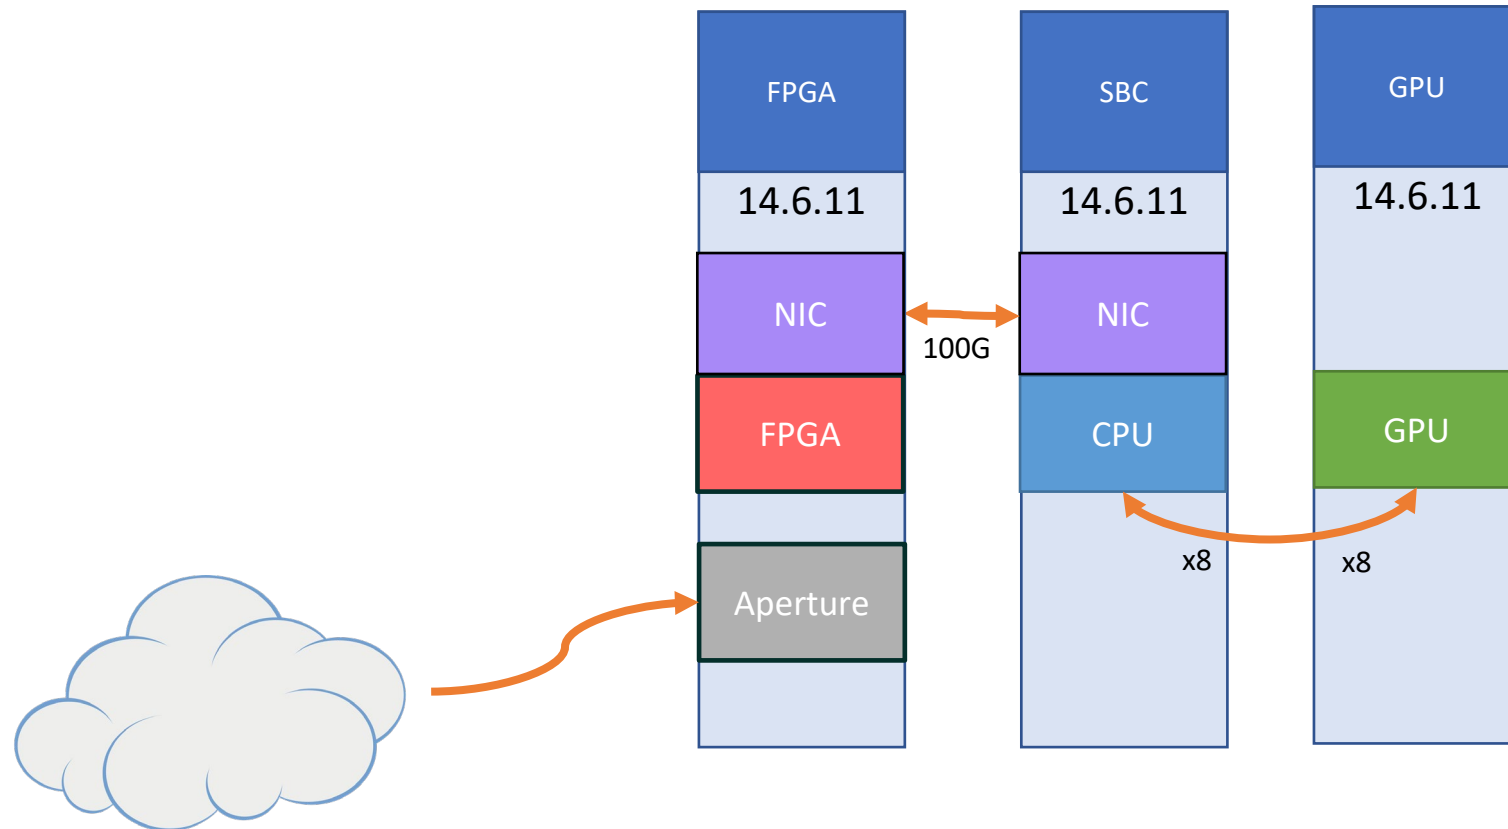 FPGA
SBC
GPU
14.6.11
14.6.11
14.6.11
NIC
NIC
100G
FPGA
CPU
GPU
x8
x8
Aperture